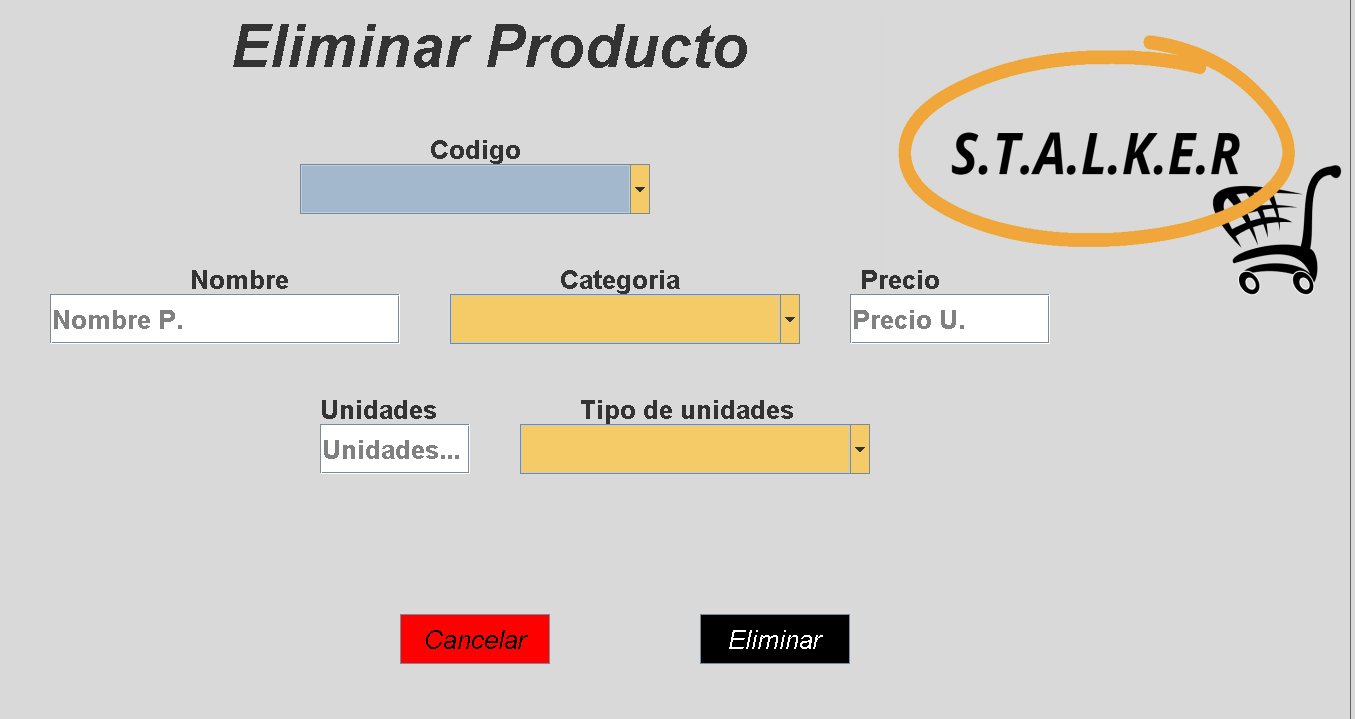 Eliminar Producto
S.T.A.L.K.E.R
Codigo
Nombre
Categoria
Precio
Nombre P.
Precio U.
Unidades
Tipo de unidades
Unidades...
Cancelar
Eliminar